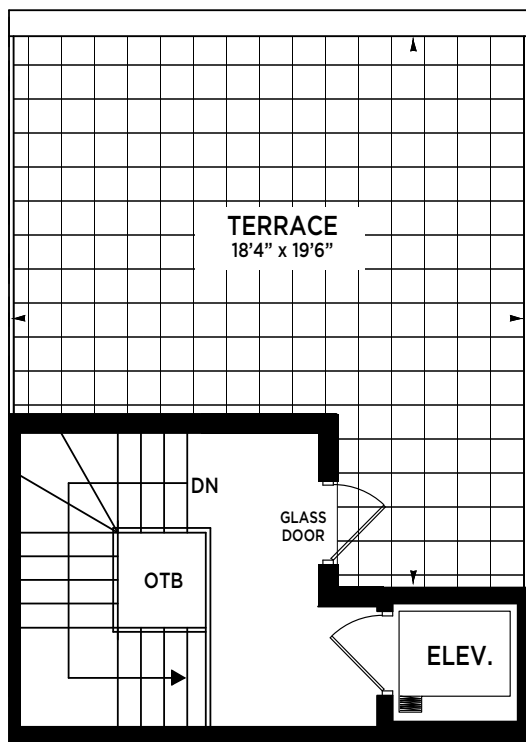 TERRACE
18’4” x 19’6”
DN
GLASS
DOOR
OTB
ELEV.